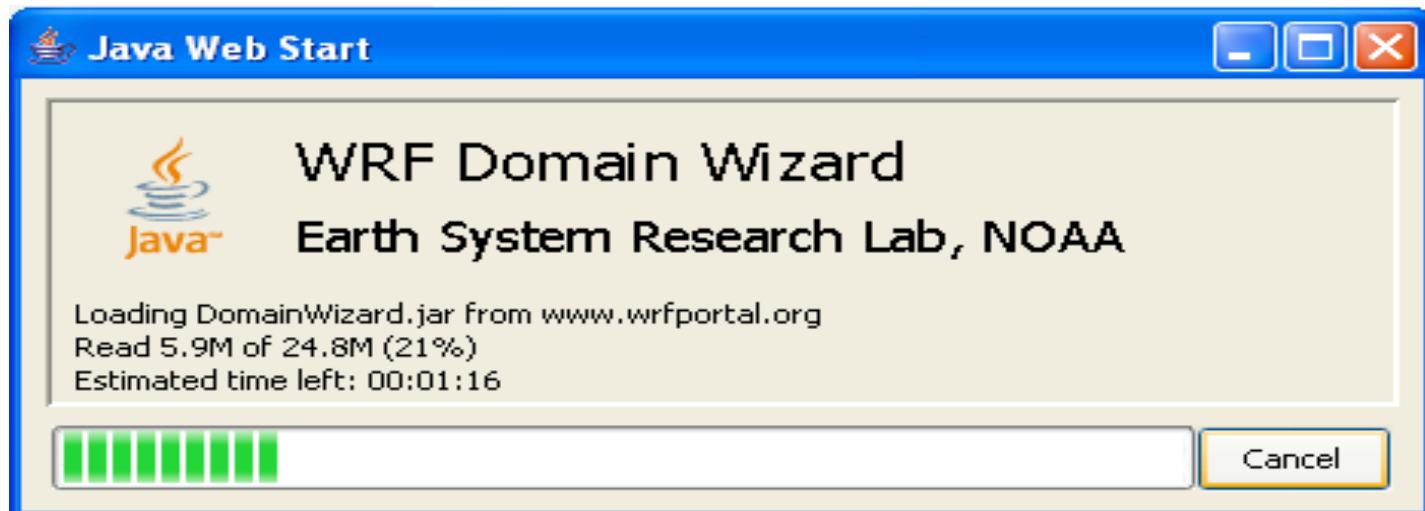 Java Web Start
WRF Domain Wizard
Java™
Earth System Research Lab, NOAA
Loading DomainWizard.jar from www.wrfportal.org
Read 5.9M of 24.8M (21%)
Estimated time left: 00:01:16
Cancel